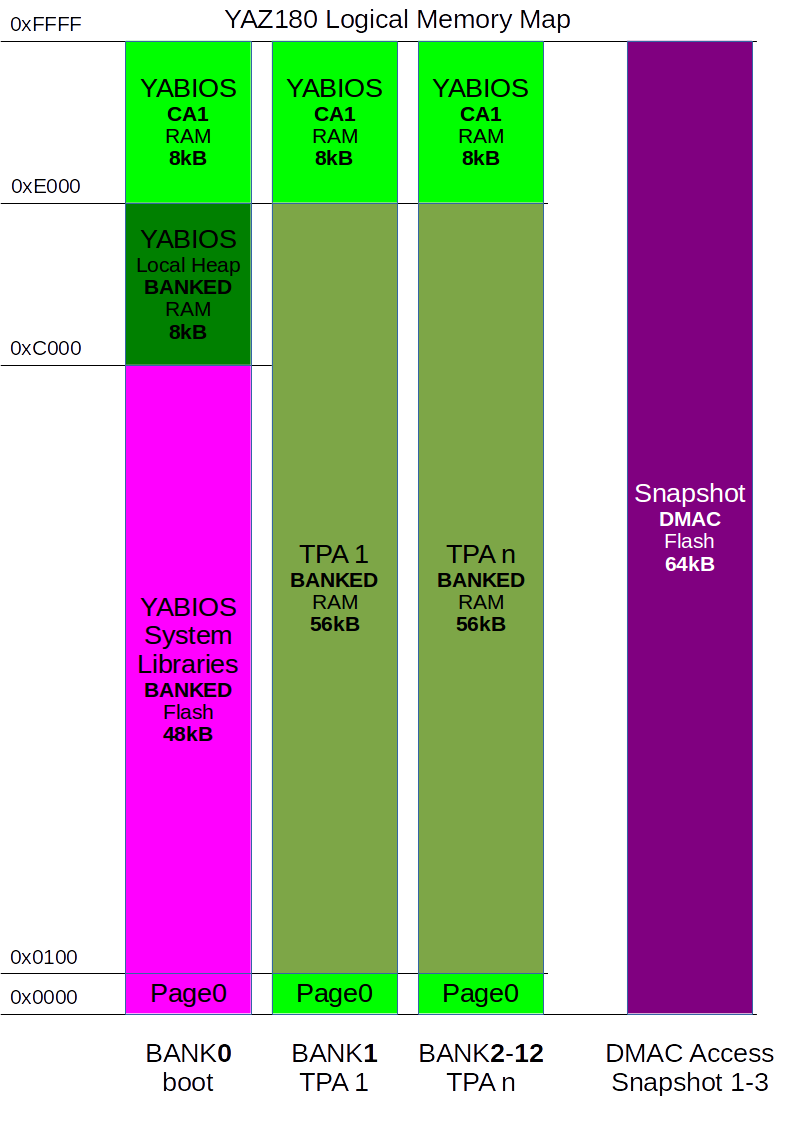 YAZ180 Logical Memory Map
0xFFFF
YABIOS
CA1
RAM
8kB
YABIOS
CA1
RAM
8kB
YABIOS
CA1
RAM
8kB
0xE000
YABIOS
Local Heap
BANKED
RAM
8kB
0xC000
YABIOS
System
Libraries
BANKED
Flash
48kB
TPA 1
BANKED
RAM
56kB
TPA n
BANKED
RAM
56kB
Snapshot
DMAC
Flash
64kB
0x0100
0x0000
Page0
Page0
Page0
BANK0
boot
BANK1
TPA 1
BANK2-12
TPA n
DMAC Access
Snapshot 1-3